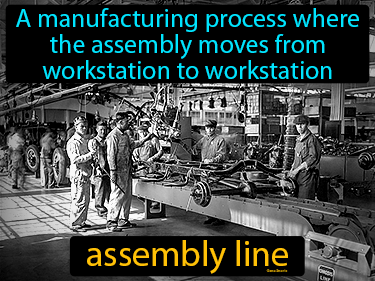 A manufacturing process where
the assembly moves from
workstation to workstation
assembly line